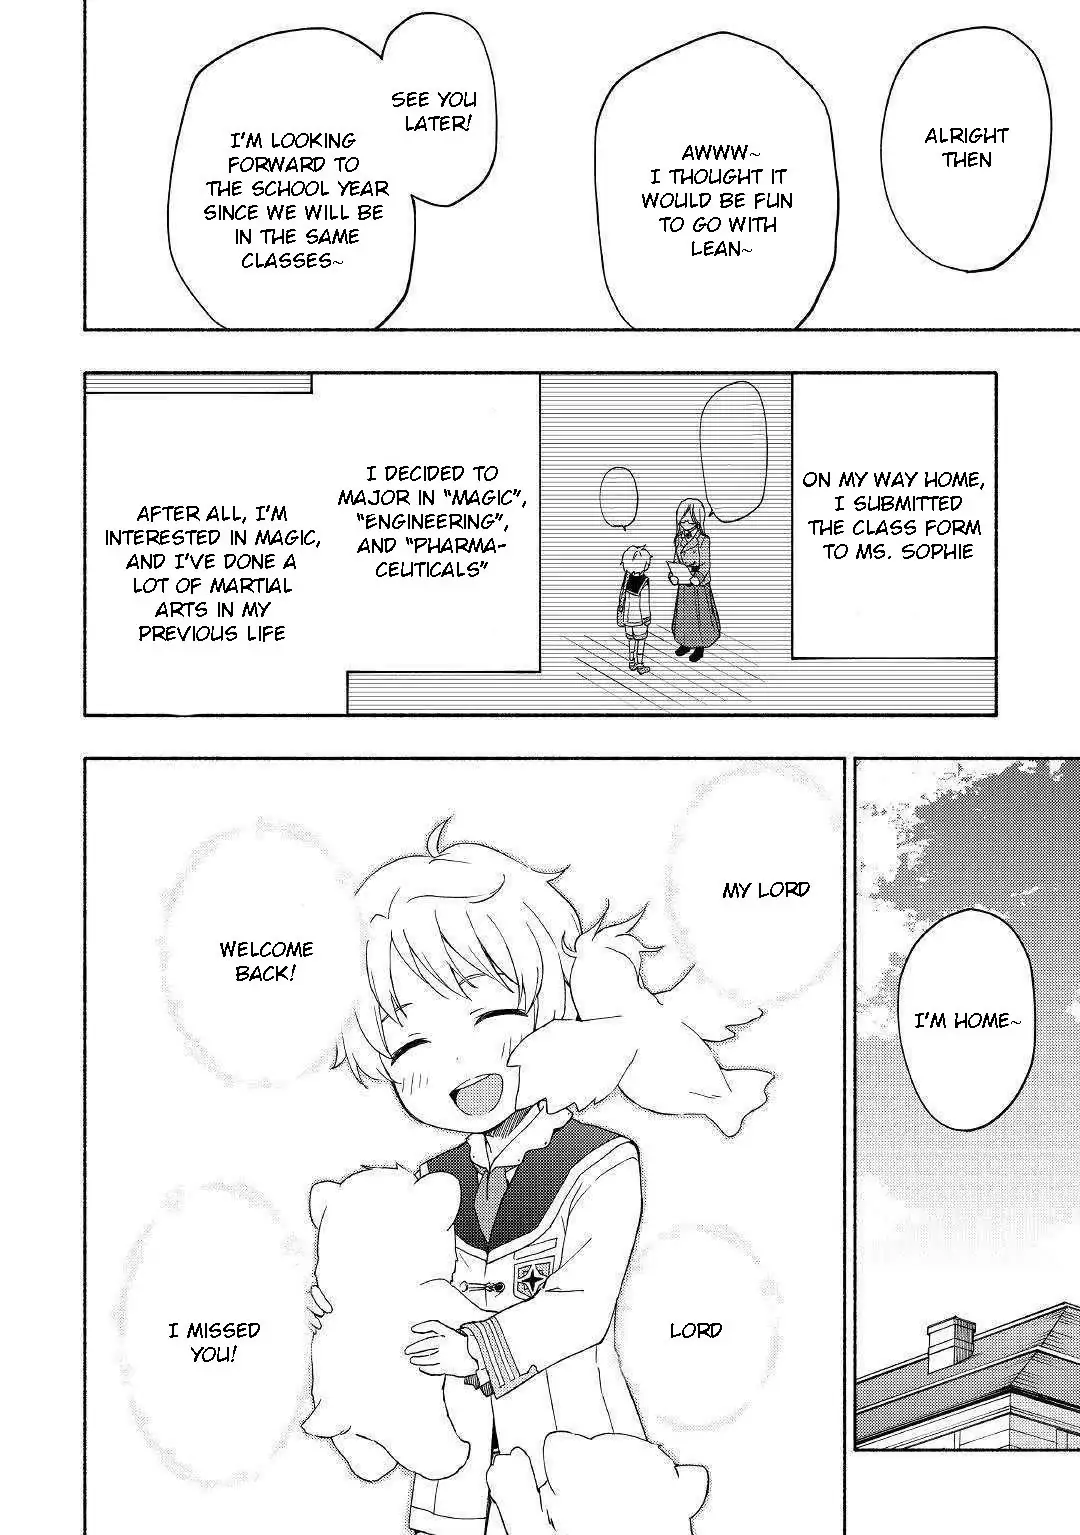 ALRIGHT
THEN
AWWW~
I THOUGHT IT
WOULD BE FUN
TO GO WITH
LEAN~
SEE YOU
LATER!
I'M LOOKING
FORWARD TO
THE SCHOOL YEAR
SINCE WE WILL BE
IN THE SAME
CLASSES~
ON MY WAY HOME,
I SUBMITTED
THE CLASS FORM
TO MS. SOPHIE
I DECIDED TO
MAJOR IN "MAGIC",
"ENGINEERING",
AND "PHARMA-
CEUTICALS"
AFTER ALL, I'M
INTERESTED IN MAGIC,
AND I'VE DONE A
LOT OF MARTIAL
ARTS IN MY
PREVIOUS LIFE
I'M HOME~
MY LORD
WELCOME
BACK!
LORD
I MISSED
YOU!